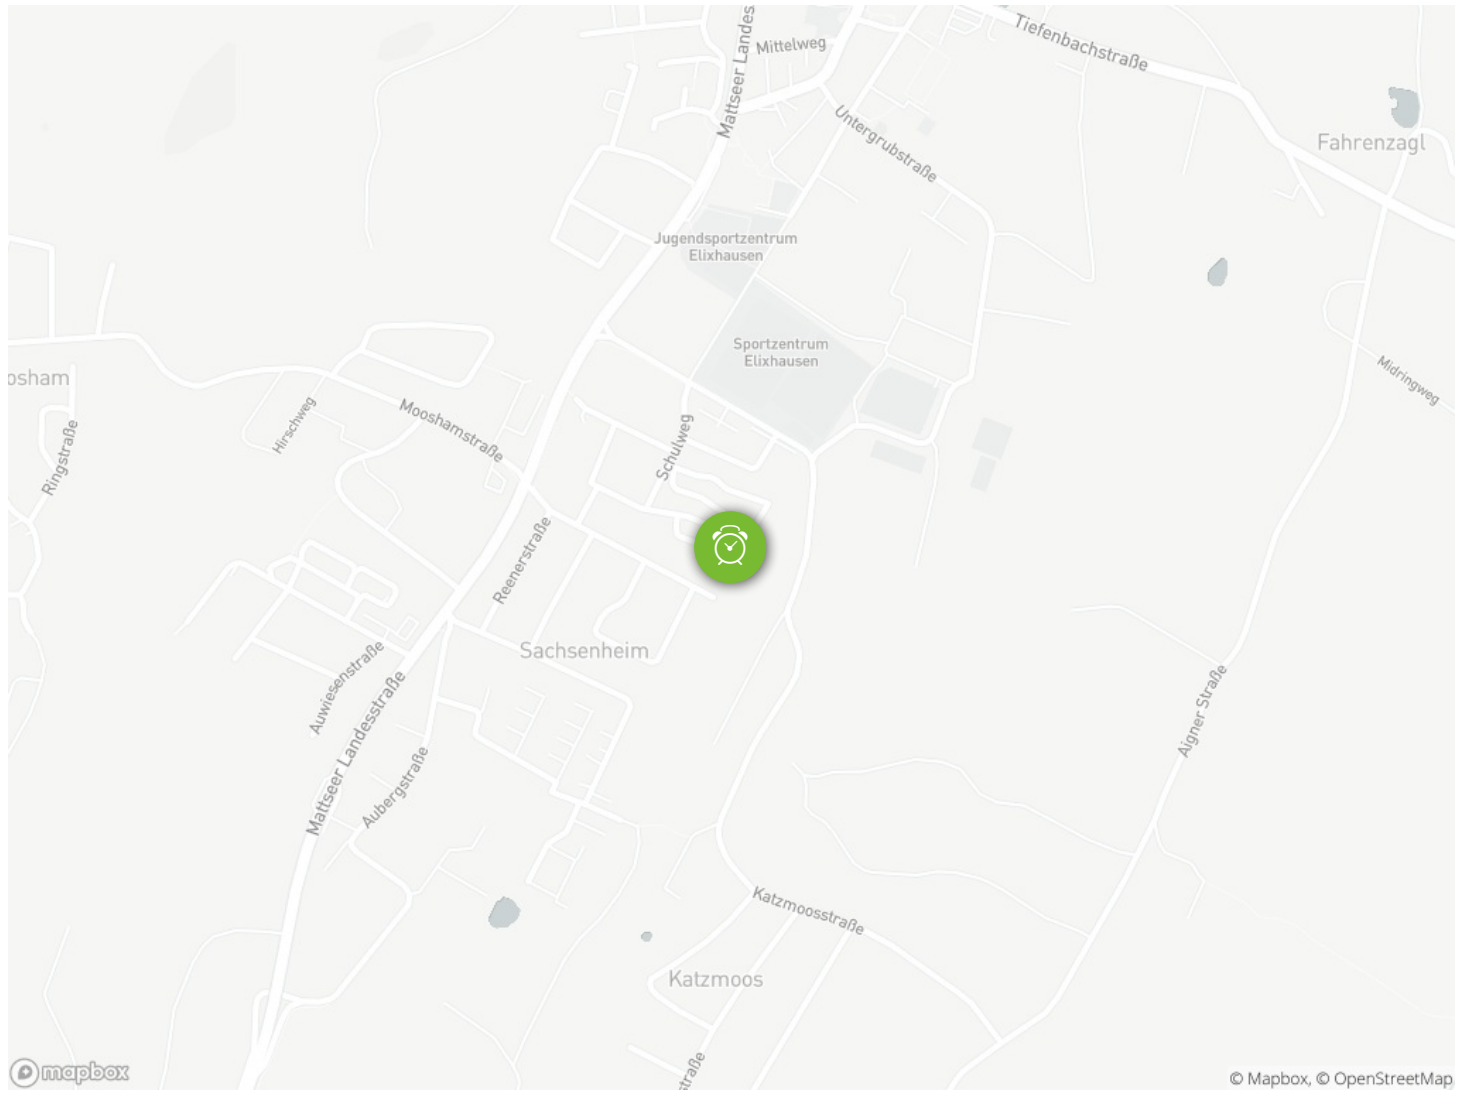 Tiefenbachstraße
Mittelweg
Mattseer Landes
Untergrubstraße
Fahrenzagl
Jugendsportzentrum
Elixhausen
Sportzentrum
Elixhausen
osham
Midringweg
Hirschweg
Mooshamstraße
Schulweg
Ringstraße
Reenerstraße
Sachsenheim
Auwiesenstraße
Mattseer Landesstraße
Aigner Straße
Aubergstraße
Katzmoosstraße
Katzmoos
straße
mapbox
© Mapbox, © OpenStreetMap